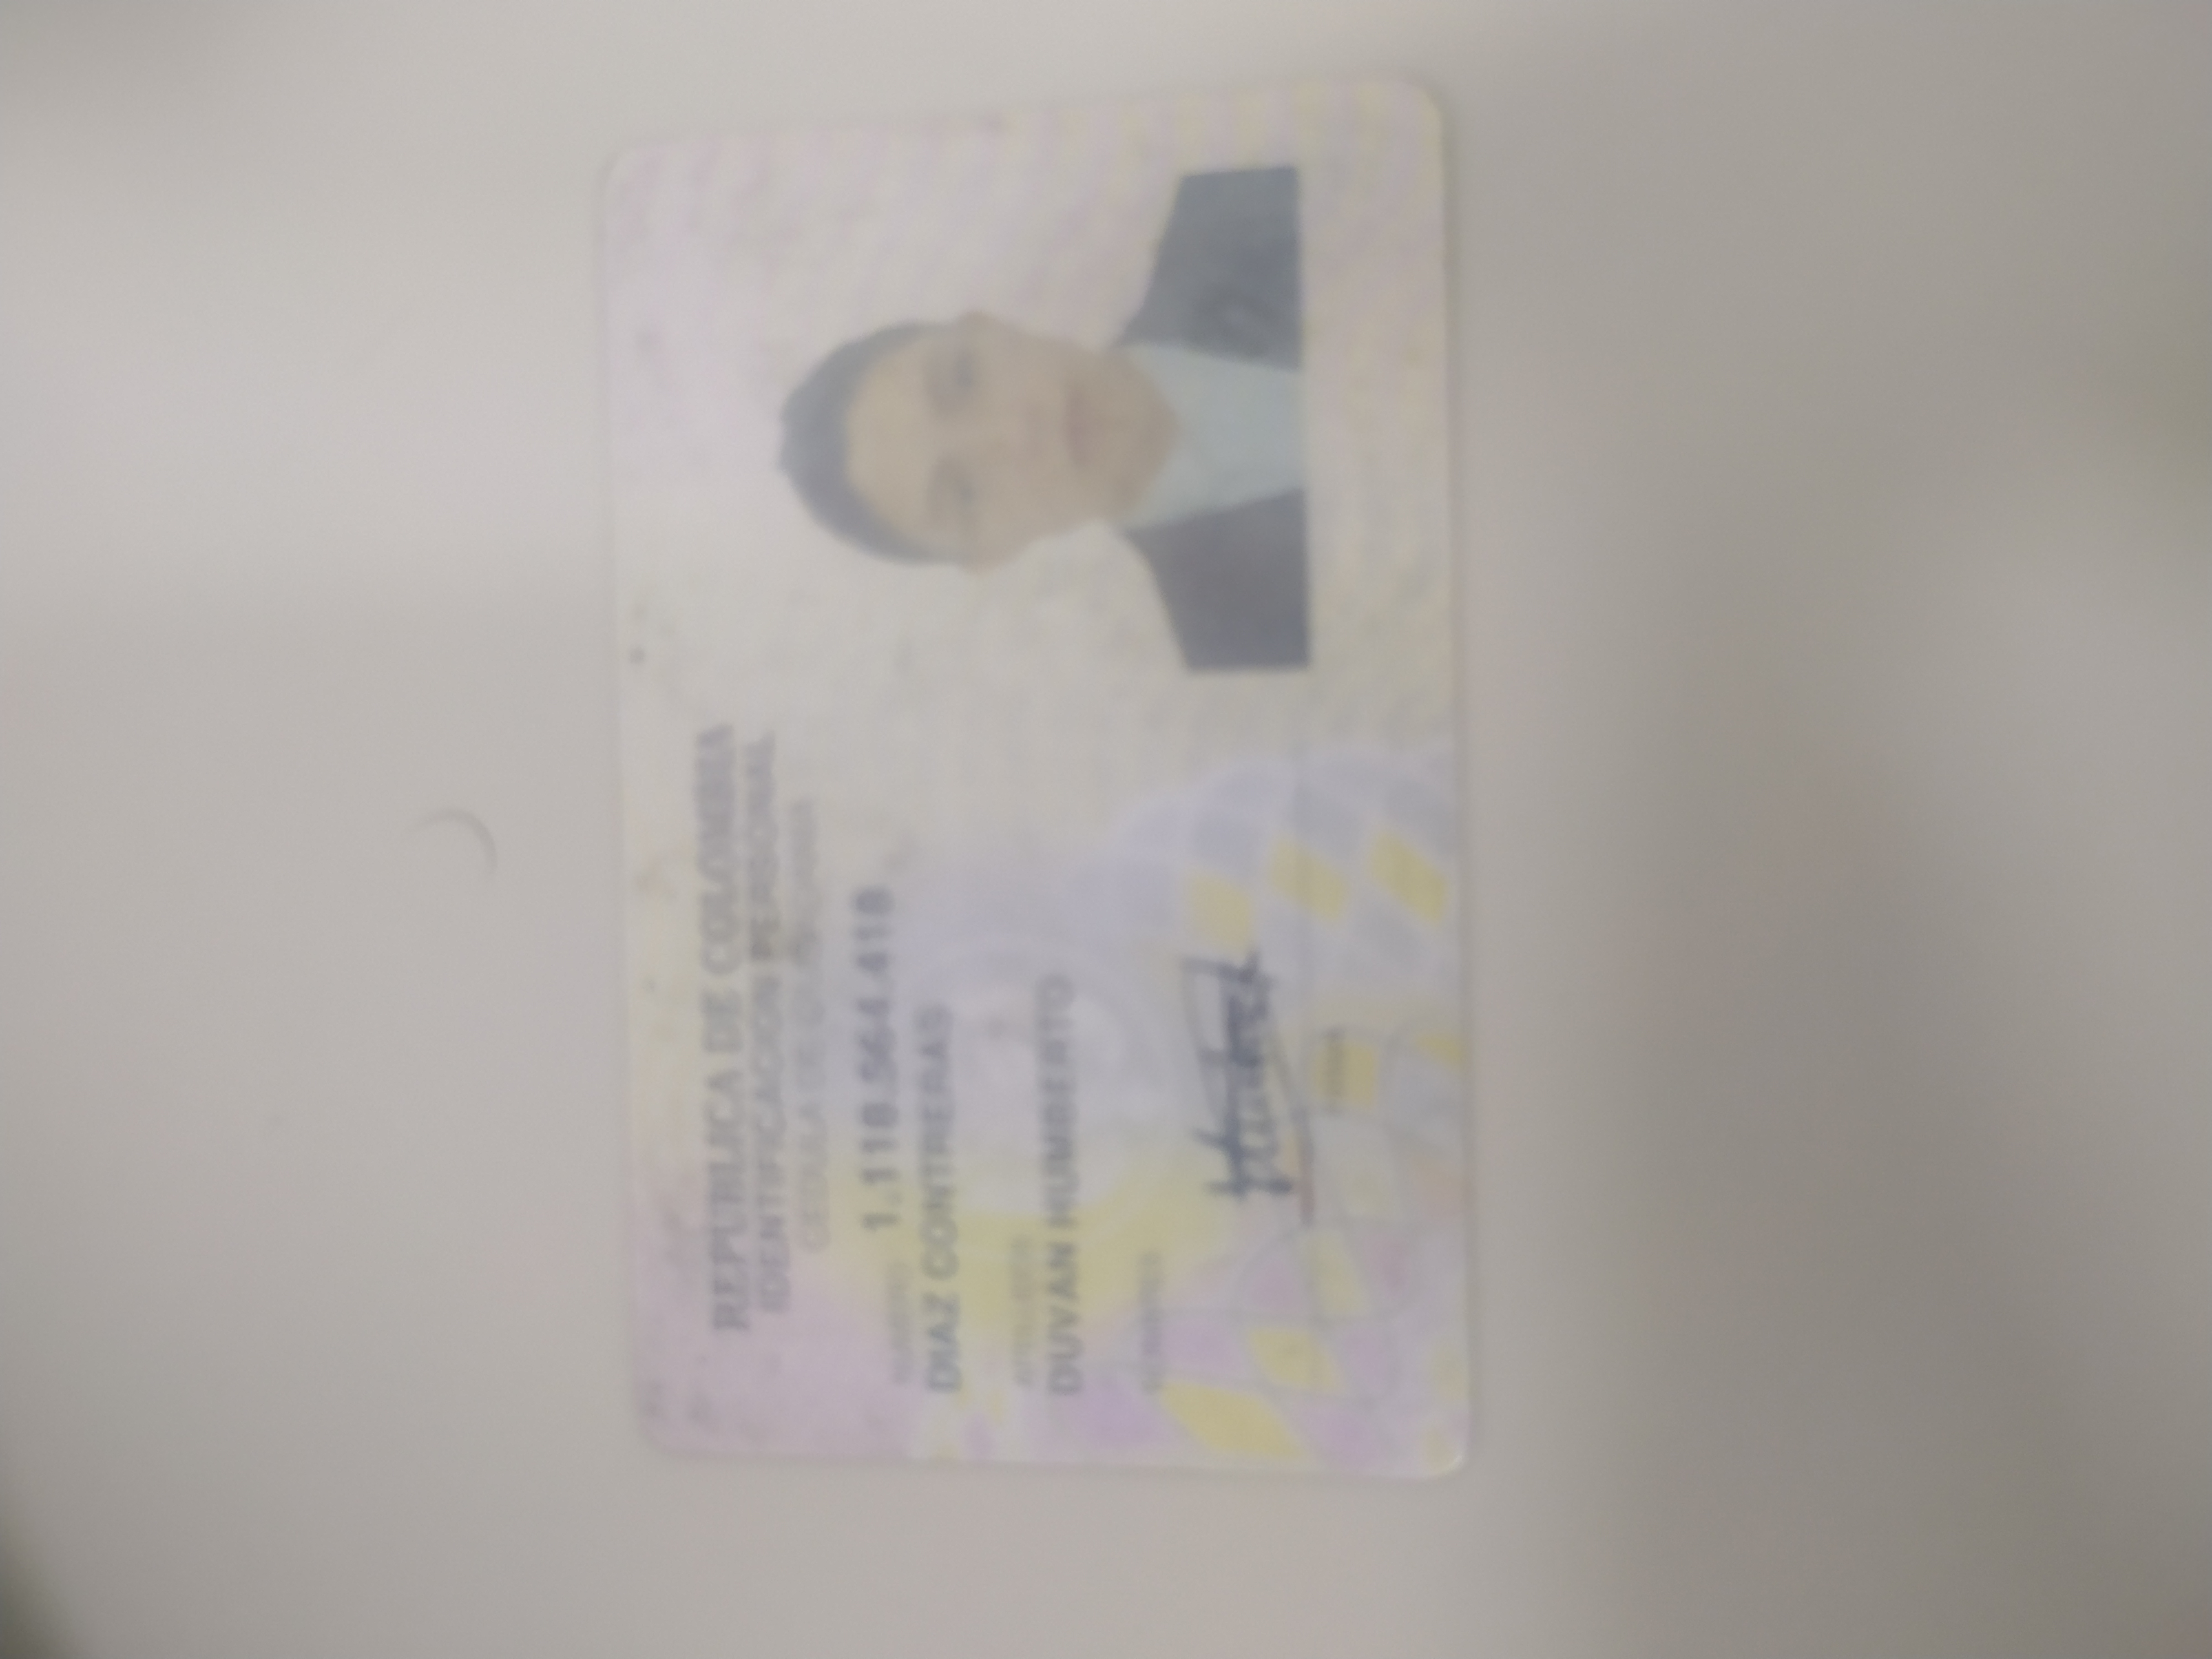 REPUBLICA DE COLOMBIA
IDENTIFICACION PERSONAL
CEDULA DE CIUDADANIA
NUMERO 1.118.564.418
DIAZ CONTRERAS
APELLIDOS
DUVAN HUMBERTO
NOMBRES
FIRMA